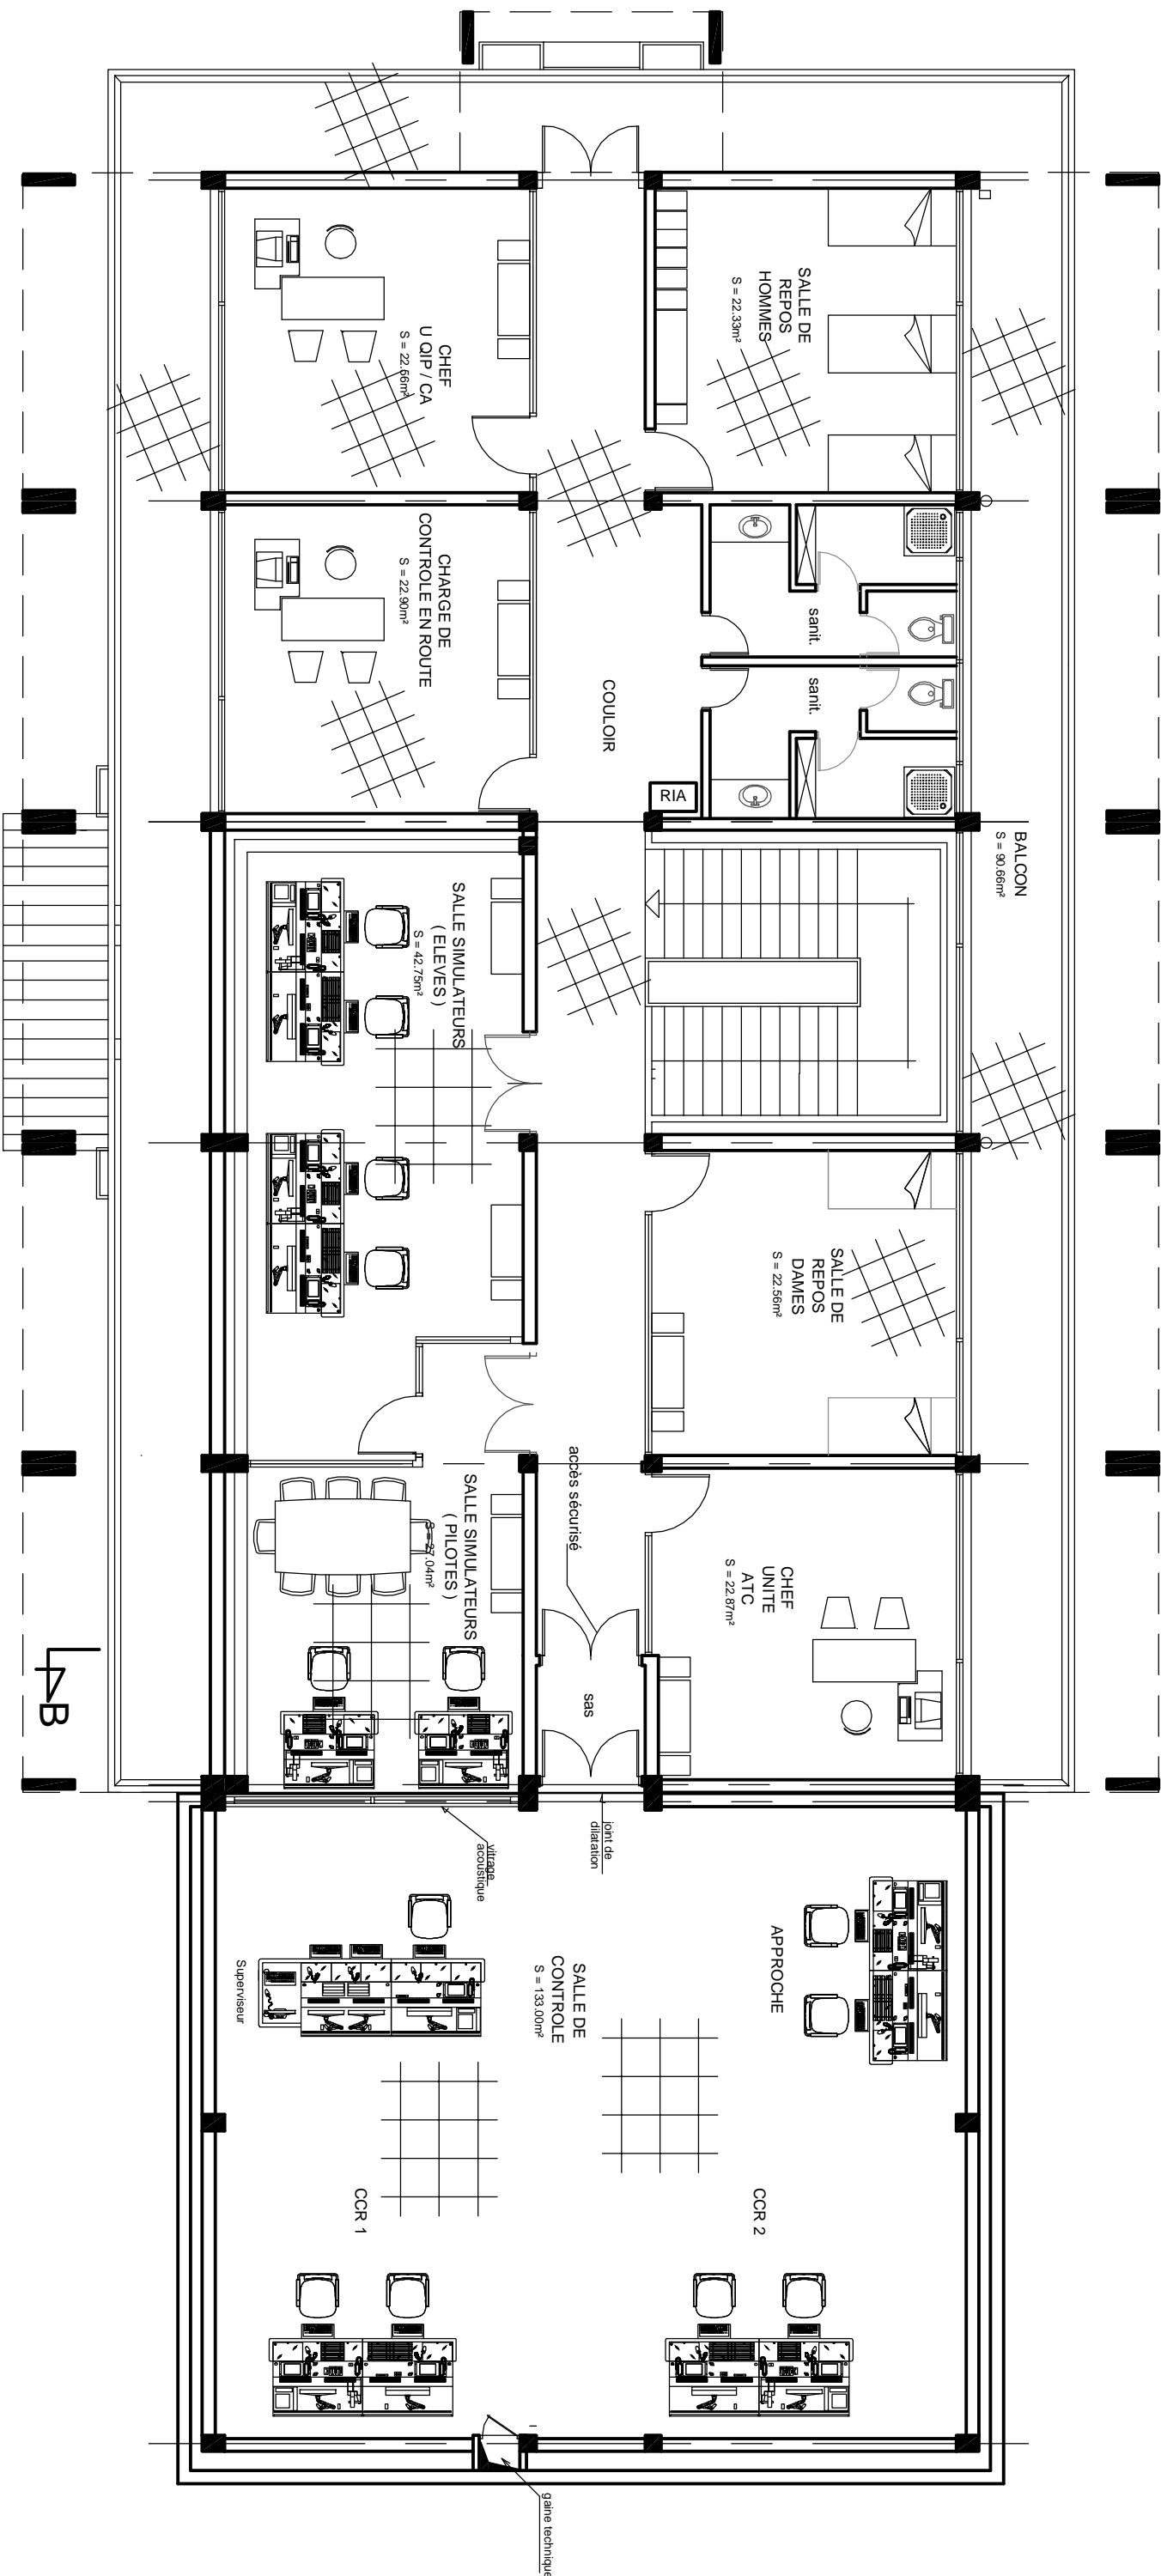 SALLE DE
REPOS
HOMMES
S = 22.33m²
CHEF
U QIP / CA
S = 22.56m²
CHARGE DE
CONTROLE EN ROUTE
S = 22.90m²
sanit.
sanit.
COULOIR
RIA
BALCON
S = 90.66m²
SALLE SIMULATEURS
( ELEVES )
S = 42.75m²
SALLE DE
REPOS
DAMES
S = 22.56m²
accès sécurisé
SALLE SIMULATEURS
( PILOTES )
S = 27.04m²
CHEF
UNITE
ATC
S = 22.87m²
sas
B
joint de
dilatation
vitrage
acoustique
APPROCHE
SALLE DE
CONTROLE
S = 133.00m²
Superviseur
CCR 2
CCR 1
gaine technique